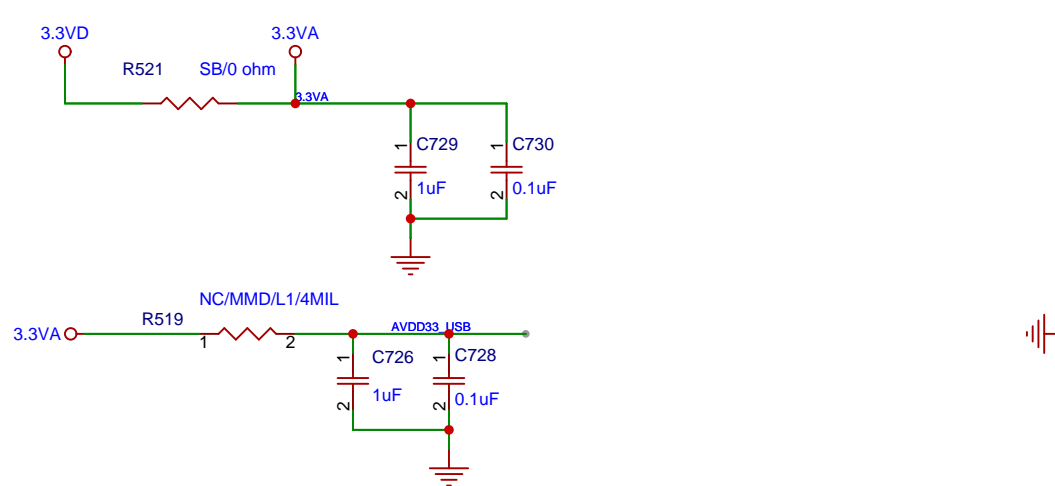 3.3VD
3.3VA
R521
SB/0 ohm
3.3VA
1
C729
1
C730
2
1uF
2
0.1uF
NC/MMD/L1/4MIL
R519
3.3VA
1
2
AVDD33_USB
1
C726
1
C728
2
1uF
2
0.1uF